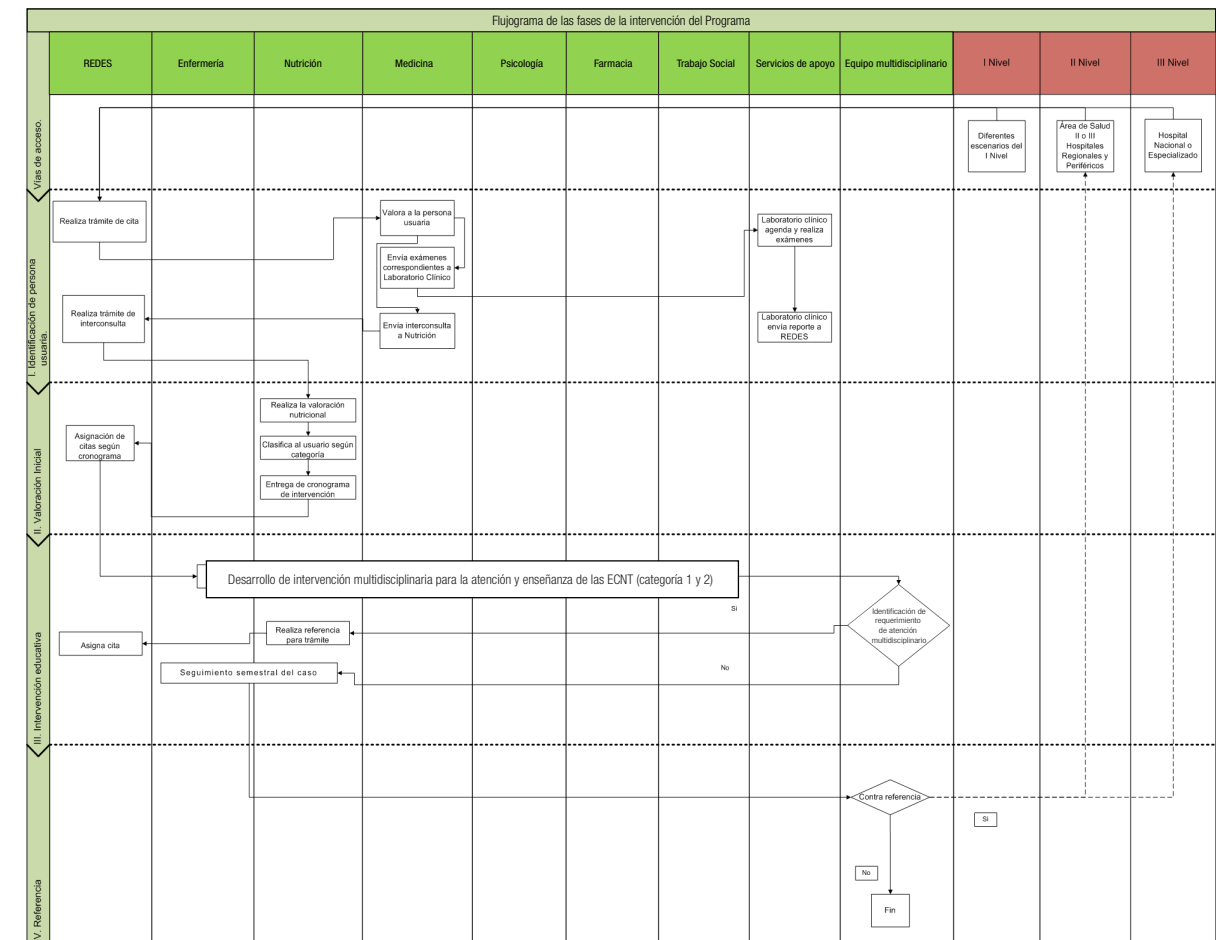 Flujograma de las fases de la intervención del Programa
REDES
Enfermería
Nutrición
Medicina
Psicología
Farmacia
Trabajo Social
Servicios de apoyo
Equipo multidisciplinario
I Nivel
II Nivel
III Nivel
Vías de acceso.
Diferentes
escenarios del
I Nivel
Área de Salud
II o III
Hospitales
Regionales y
Periféricos
Hospital
Nacional o
Especializado
I. Identificación de persona
usuaria.
Realiza trámite de cita
Valora a la persona
usuaria
Laboratorio clínico
agenda y realiza
exámenes
Envía exámenes
correspondientes a
Laboratorio Clínico
Realiza trámite de
interconsulta
Envía interconsulta
a Nutrición
Laboratorio clínico
envía reporte a
REDES
II. Valoración Inicial
Realiza la valoración
nutricional
Asignación de
citas según
cronograma
Clasifica al usuario según
categoría
Entrega de cronograma
de intervención
III. Intervención educativa
Desarrollo de intervención multidisciplinaria para la atención y enseñanza de las ECNT (categoría 1 y 2)
Si
Identificación de
requerimiento
de atención
multidisciplinario
Realiza referencia
para trámite
Asigna cita
No
Seguimiento semestral del caso
V. Referencia
Contra referencia
Si
No
Fin